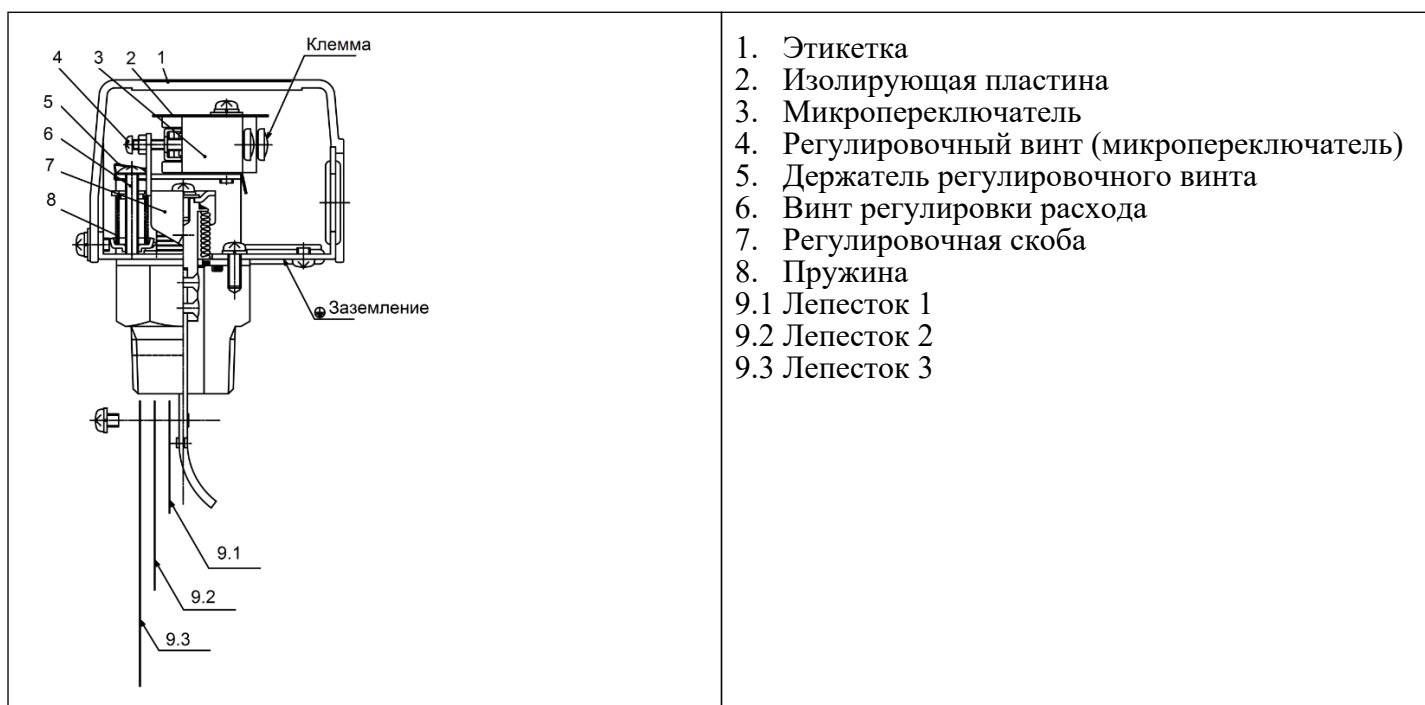 Клемма
4
3
2
1
5
6
7
8
Заземление
9.1
9.2
9.3
1. Этикетка
2. Изолирующая пластина
3. Микропереключатель
4. Регулировочный винт (микропереключатель)
5. Держатель регулировочного винта
6. Винт регулировки расхода
7. Регулировочная скоба
8. Пружина
9.1 Лепесток 1
9.2 Лепесток 2
9.3 Лепесток 3